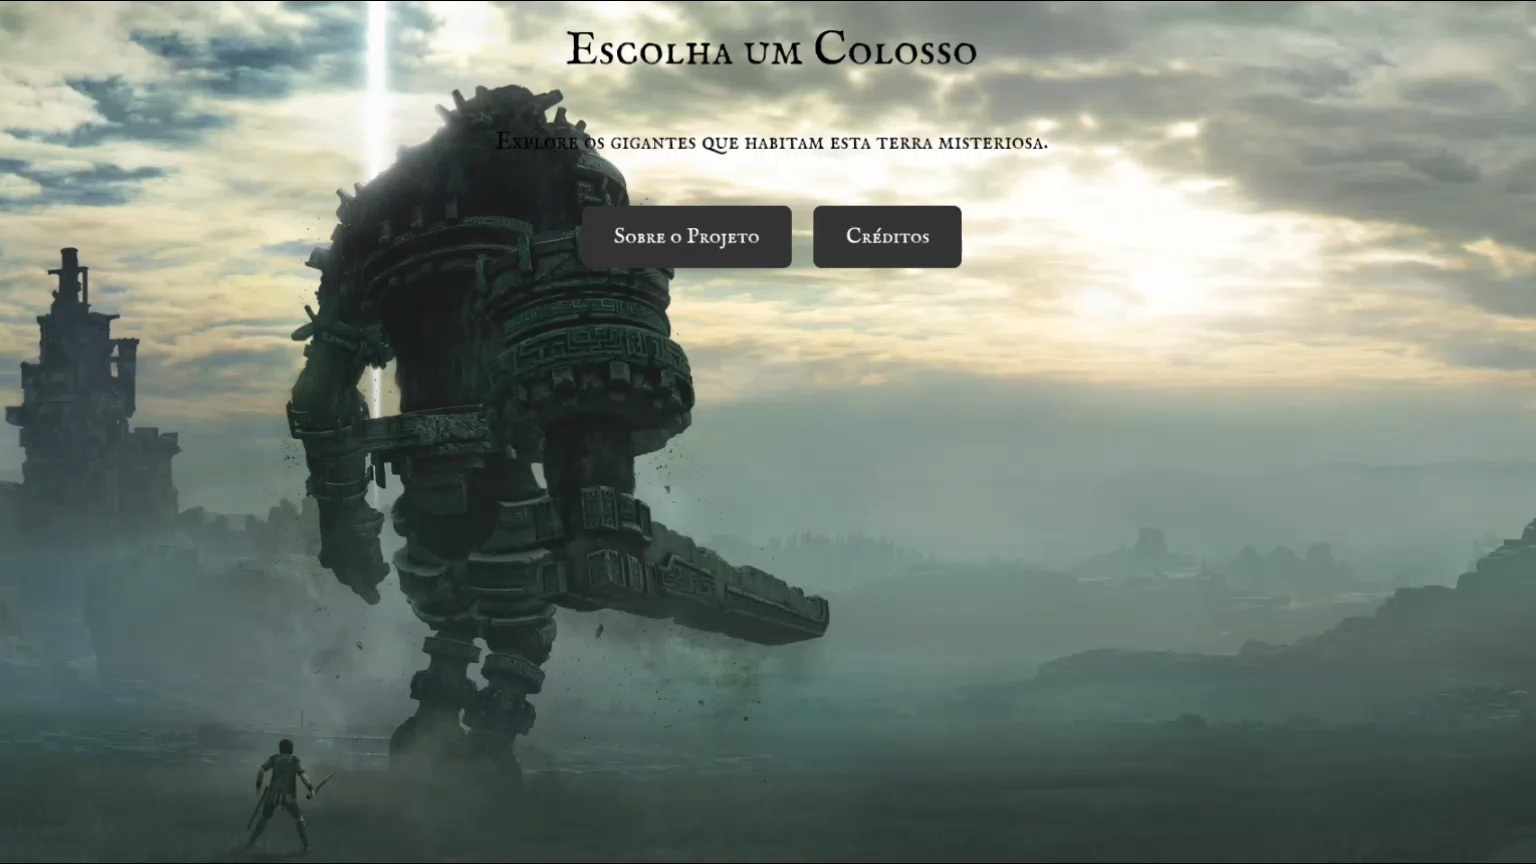 Escolha um Colosso
Explore os gigantes que habitam esta terra misteriosa.
Sobre o Projeto
Créditos